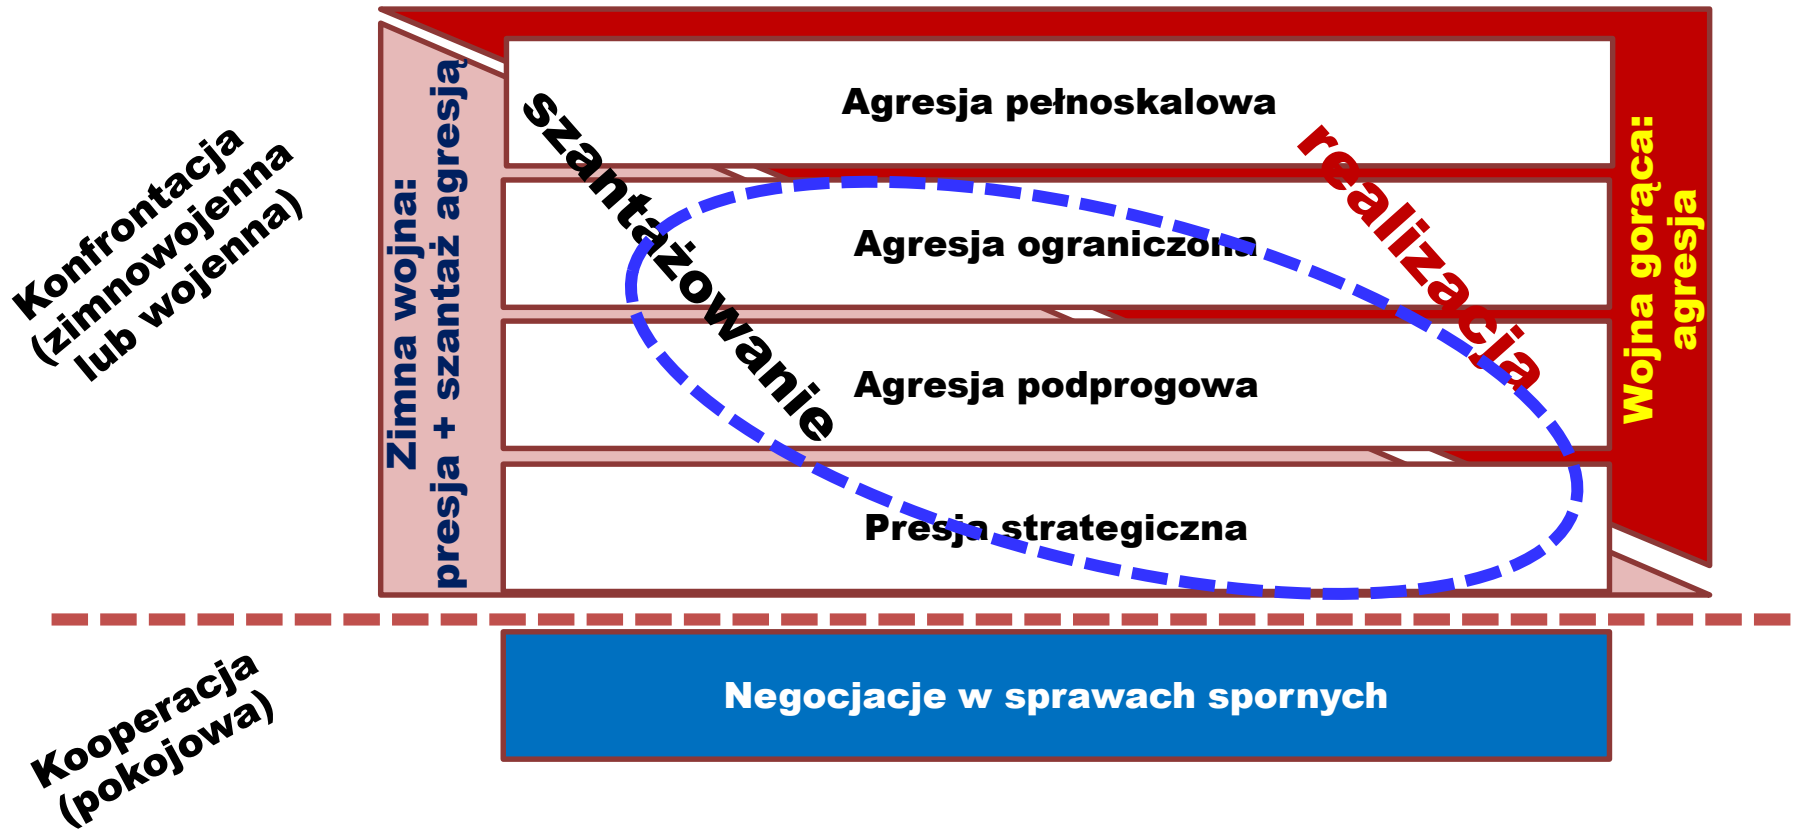 Konfrontacja
(zimnowojenna
lub wojenna)
Zimna wojna:
presja + szantaż agresją
szantażowanie
Agresja pełnoskalowa
Agresja ograniczona
Agresja podprogowa
Presja strategiczna
realizacja
Wojna gorąca:
agresja
Kooperacja
(pokojowa)
Negocjacje w sprawach spornych